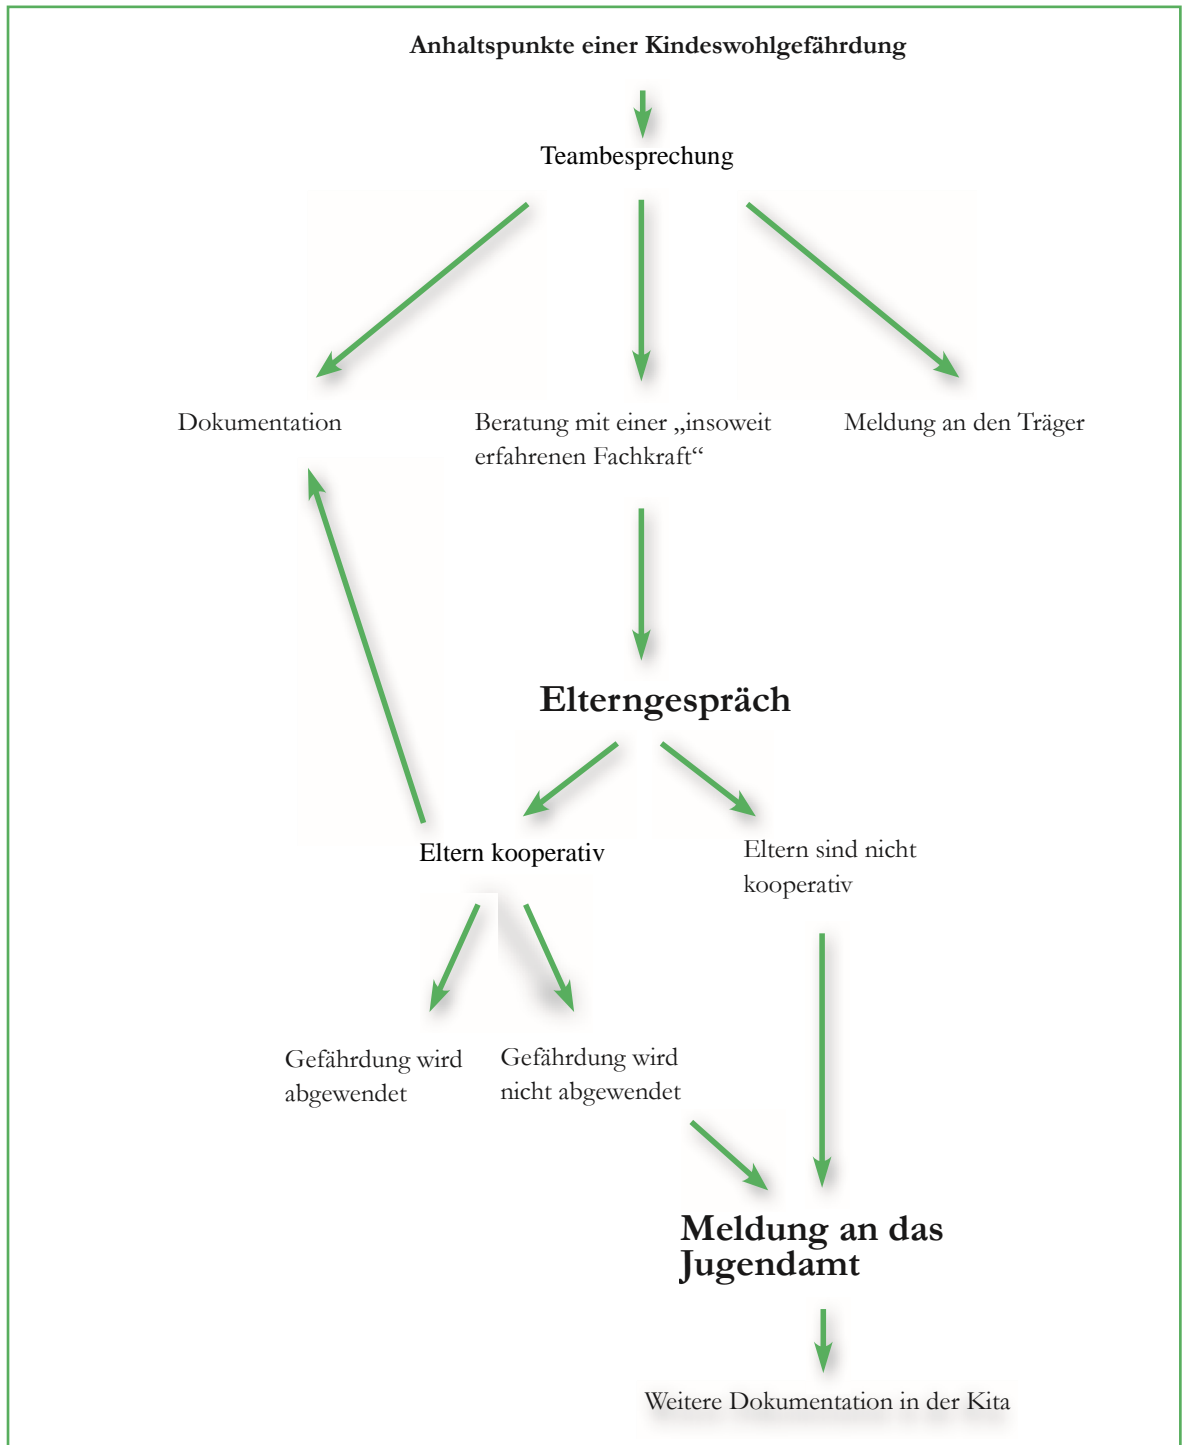 Anhaltspunkte einer Kindeswohlgefährdung
Teambesprechung
Dokumentation
Beratung mit einer „insoweit
erfahrenen Fachkraft“
Meldung an den Träger
Elterngespräch
Eltern kooperativ
Eltern sind nicht
kooperativ
Gefährdung wird
abgewendet
Gefährdung wird
nicht abgewendet
Meldung an das
Jugendamt
Weitere Dokumentation in der Kita